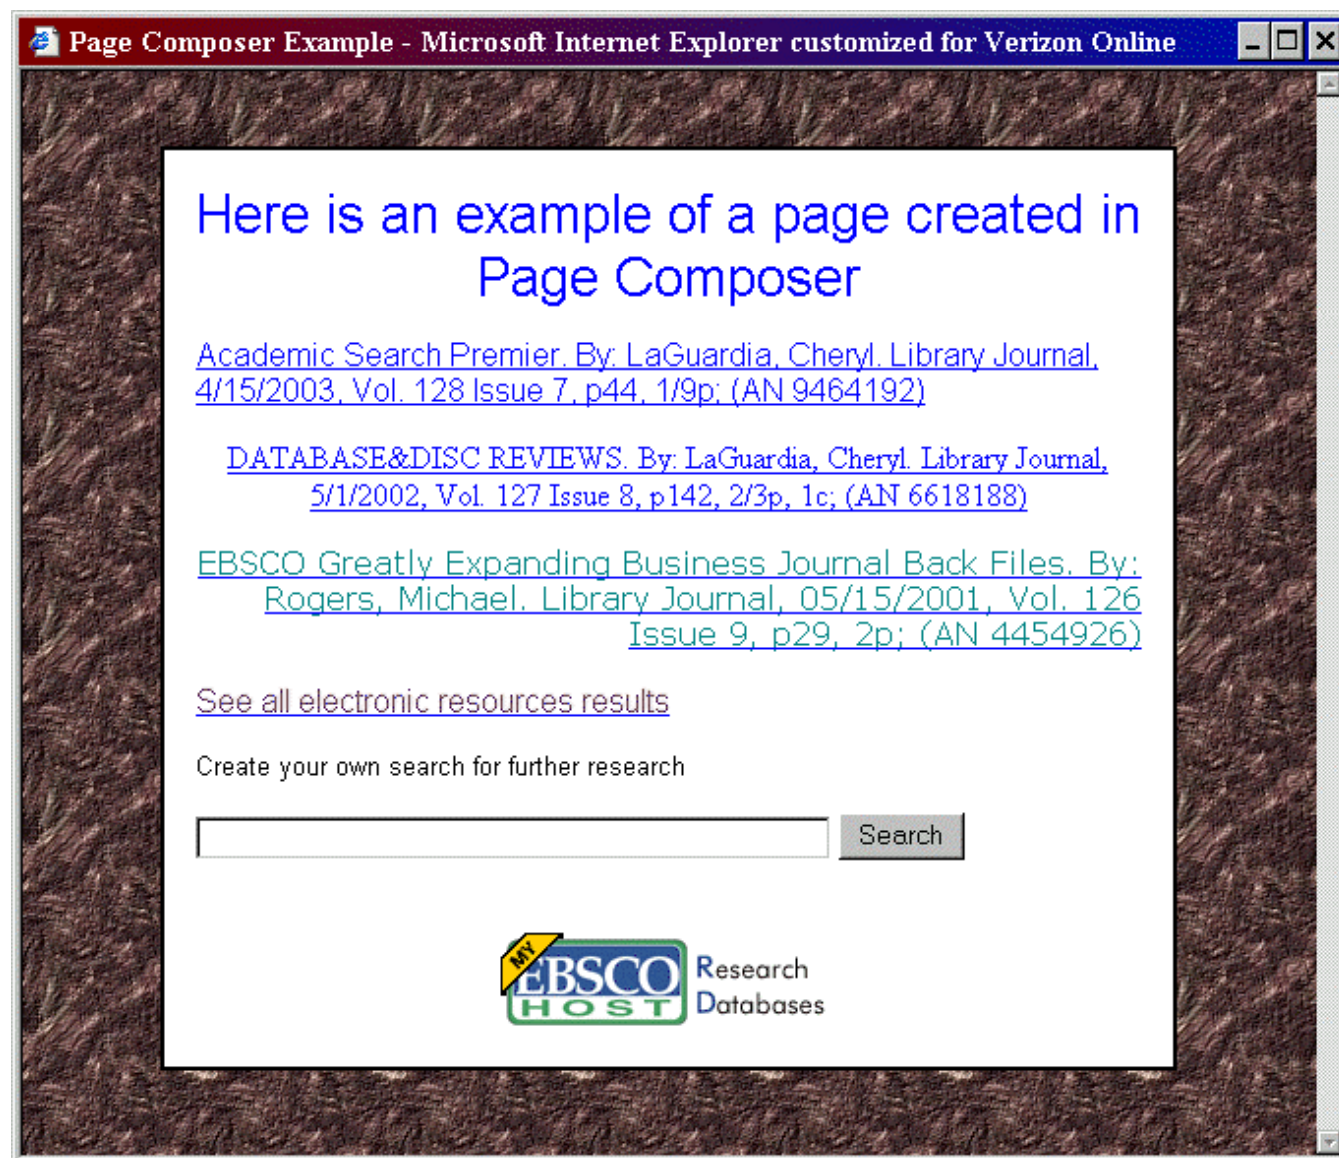 Page Composer Example - Microsoft Internet Explorer customized for Verizon Online
Here is an example of a page created in
Page Composer
Academic Search Premier. By: LaGuardia, Cheryl. Library Journal,
4/15/2003, Vol. 128 Issue 7, p44, 1/9p; (AN 9464192)
DATABASE&DISC REVIEWS. By: LaGuardia, Cheryl. Library Journal,
5/1/2002, Vol. 127 Issue 8, p142, 2/3p, 1c; (AN 6618188)
EBSCO Greatly Expanding Business Journal Back Files. By:
Rogers, Michael. Library Journal, 05/15/2001, Vol. 126
Issue 9, p29, 2p; (AN 4454926)
See all electronic resources results
Create your own search for further research
Search
MY
EBSCO
HOST
Research
Databases